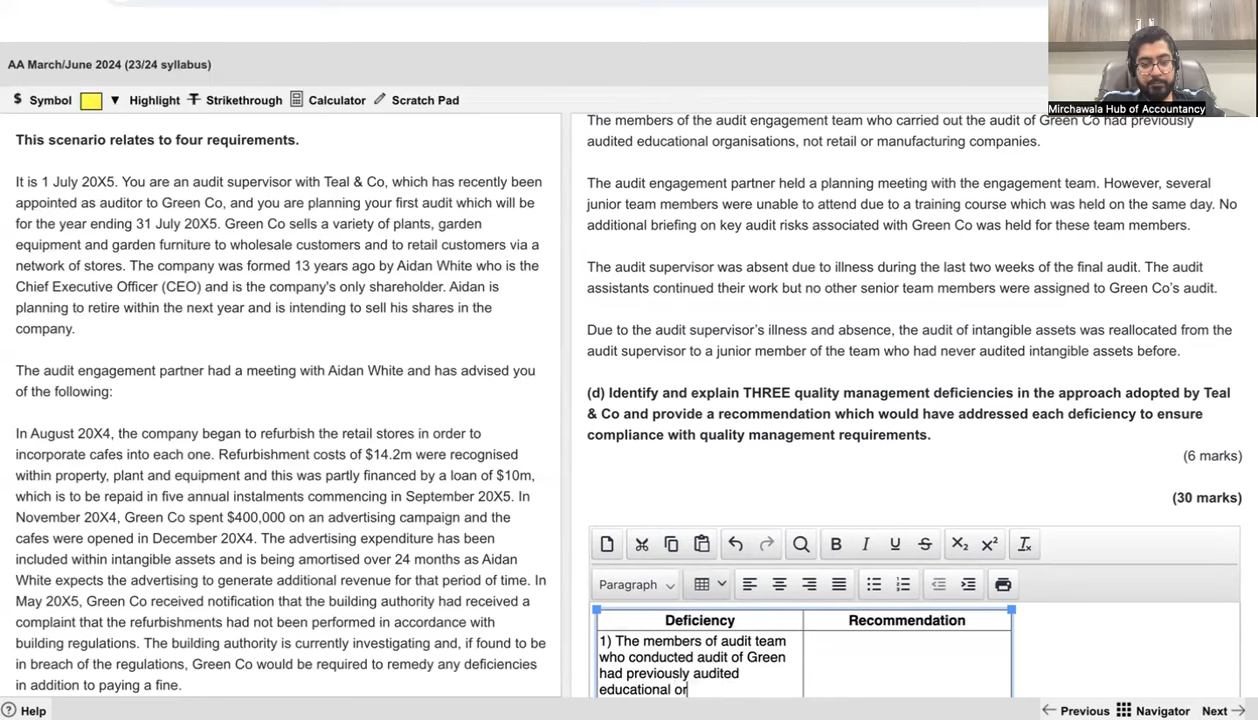 AA March/June 2024 (23/24 syllabus)
$ Symbol Highlight Strikethrough Calculator Scratch Pad
Mirchawala Hub of Accountancy
This scenario relates to four requirements.
It is 1 July 20X5. You are an audit supervisor with Teal & Co, which has recently been
appointed as auditor to Green Co, and you are planning your first audit which will be
for the year ending 31 July 20X5. Green Co sells a variety of plants, garden
equipment and garden furniture to wholesale customers and to retail customers via a
network of stores. The company was formed 13 years ago by Aidan White who is the
Chief Executive Officer (CEO) and is the company's only shareholder. Aidan is
planning to retire within the next year and is intending to sell his shares in the
company.
The audit engagement partner had a meeting with Aidan White and has advised you
of the following:
In August 20X4, the company began to refurbish the retail stores in order to
incorporate cafes into each one. Refurbishment costs of $14.2m were recognised
within property, plant and equipment and this was partly financed by a loan of $10m,
which is to be repaid in five annual instalments commencing in September 20X5. In
November 20X4, Green Co spent $400,000 on an advertising campaign and the
cafes were opened in December 20X4. The advertising expenditure has been
included within intangible assets and is being amortised over 24 months as Aidan
White expects the advertising to generate additional revenue for that period of time. In
May 20X5, Green Co received notification that the building authority had received a
complaint that the refurbishments had not been performed in accordance with
building regulations. The building authority is currently investigating and, if found to be
in breach of the regulations, Green Co would be required to remedy any deficiencies
in addition to paying a fine.
The members of the audit engagement team who carried out the audit of Green Co had previously
audited educational organisations, not retail or manufacturing companies.
The audit engagement partner held a planning meeting with the engagement team. However, several
junior team members were unable to attend due to a training course which was held on the same day. No
additional briefing on key audit risks associated with Green Co was held for these team members.
The audit supervisor was absent due to illness during the last two weeks of the final audit. The audit
assistants continued their work but no other senior team members were assigned to Green Co's audit.
Due to the audit supervisor's illness and absence, the audit of intangible assets was reallocated from the
audit supervisor to a junior member of the team who had never audited intangible assets before.
(d) Identify and explain THREE quality management deficiencies in the approach adopted by Teal
& Co and provide a recommendation which would have addressed each deficiency to ensure
compliance with quality management requirements.
(6 marks)
(30 marks)
B I U S X₂ X² Tx
Paragraph
Deficiency Recommendation
1) The members of audit team
who conducted audit of Green
had previously audited
educational or
Help Previous Navigator Next